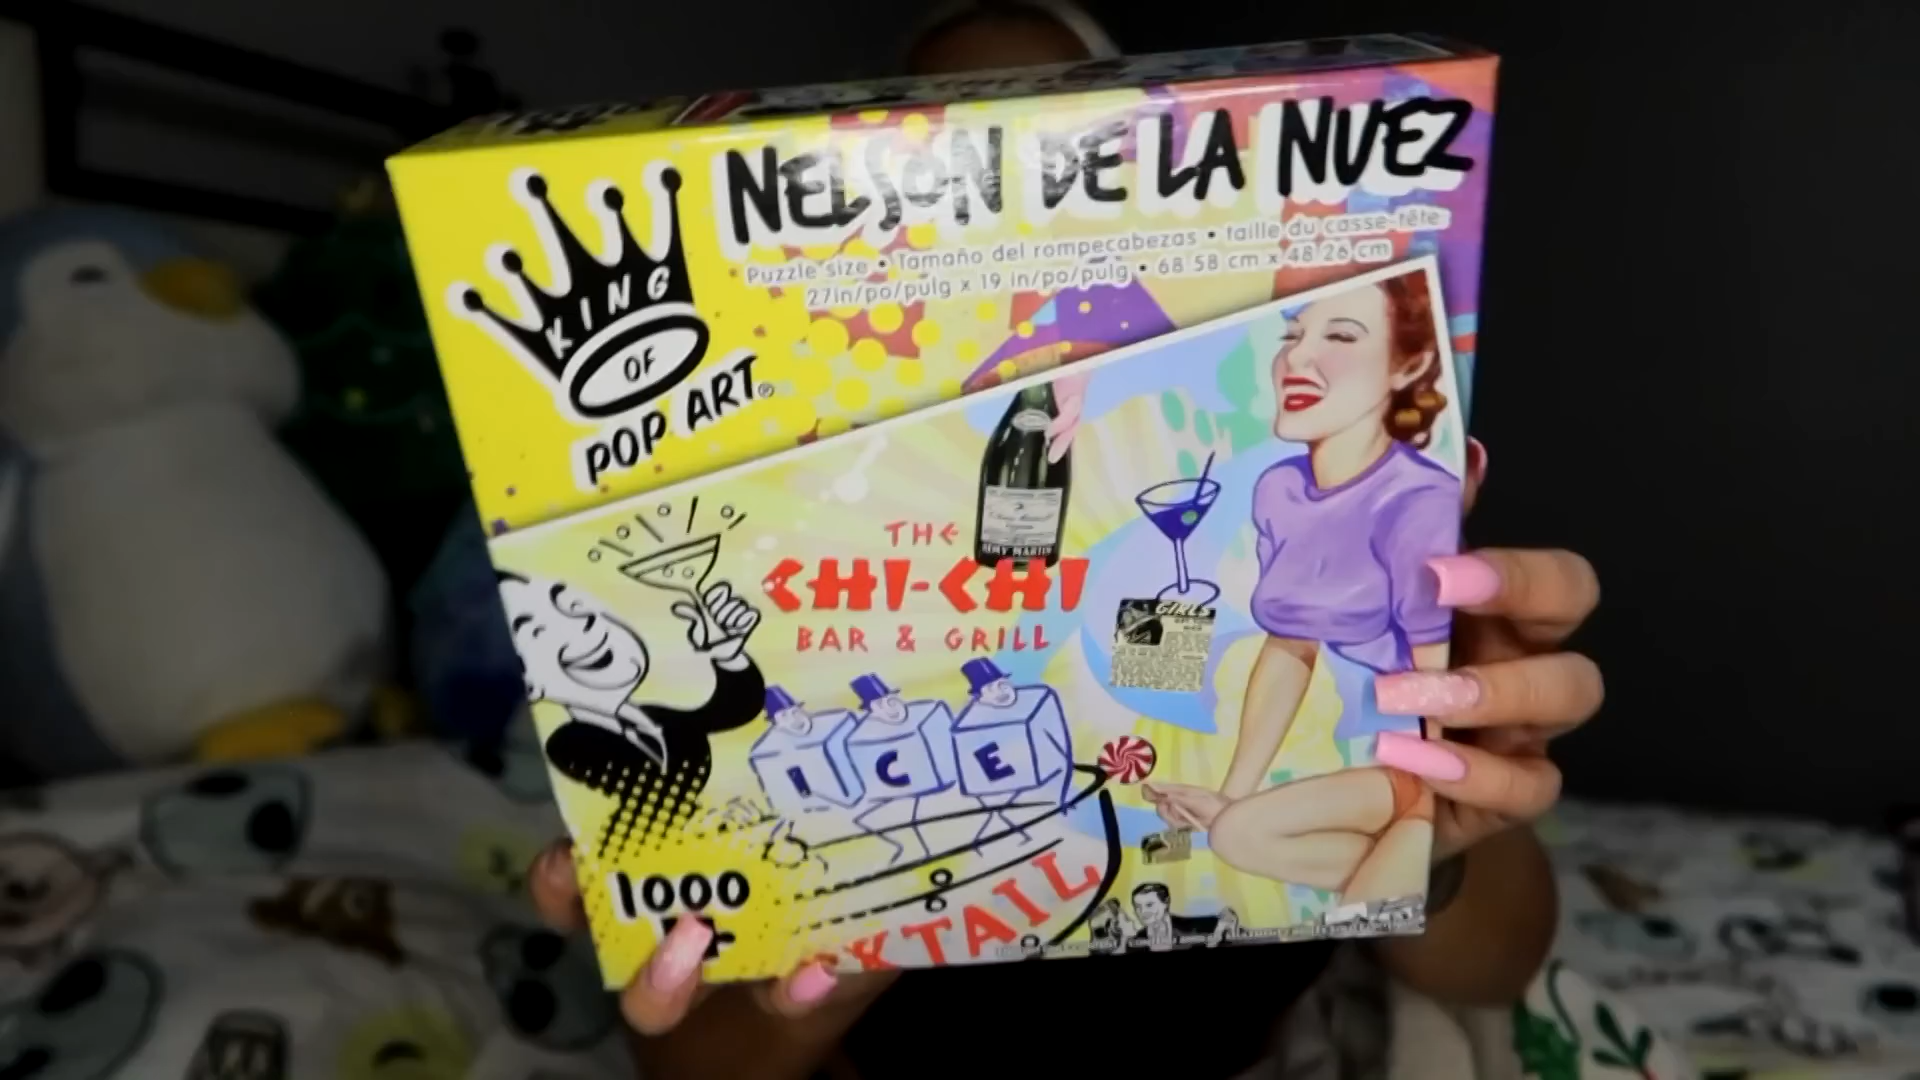 NELSON DE LA NUEZ
KING
OF
POP ART®
Puzzle size • Tamaño del rompecabezas • taille du casse-tête:
27in/po/pulg x 19 in/po/pulg • 68 58 cm x 48 26 cm
THE
CHI-CHI
BAR & GRILL
REMY MARTIN
GIRLS
I C E
KTAIL
1000